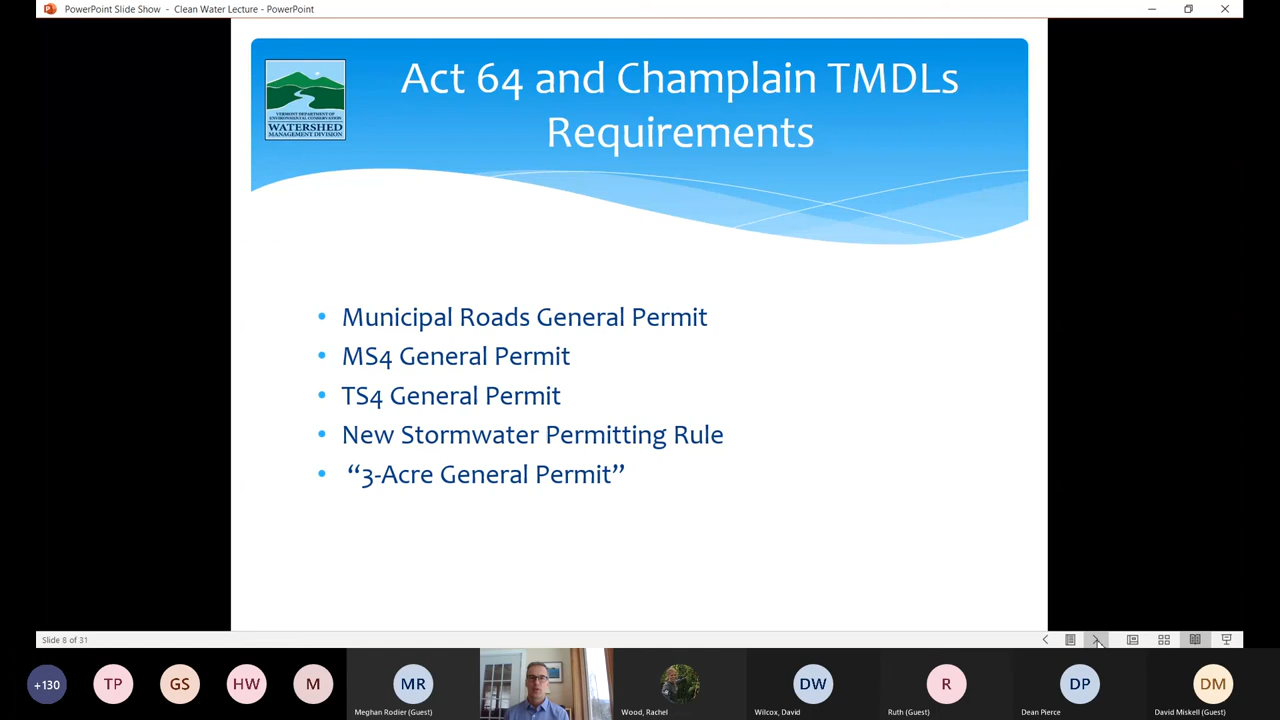 PowerPoint Slide Show - Clean Water Lecture - PowerPoint
Act 64 and Champlain TMDLs
Requirements
VERMONT DEPARTMENT OF
ENVIRONMENTAL CONSERVATION
WATERSHED
MANAGEMENT DIVISION
• Municipal Roads General Permit
• MS4 General Permit
• TS4 General Permit
• New Stormwater Permitting Rule
• “3-Acre General Permit”
Slide 8 of 31
+130
TP
GS
HW
M
MR
DW
R
DP
DM
Meghan Rodier (Guest)
Wood, Rachel
Wilcox, David
Ruth (Guest)
Dean Pierce
David Miskell (Guest)